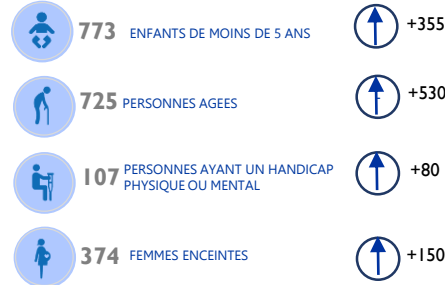 773 ENFANTS DE MOINS DE 5 ANS +355
725 PERSONNES AGEES +530
107 PERSONNES AYANT UN HANDICAP
PHYSIQUE OU MENTAL +80
374 FEMMES ENCEINTES +150